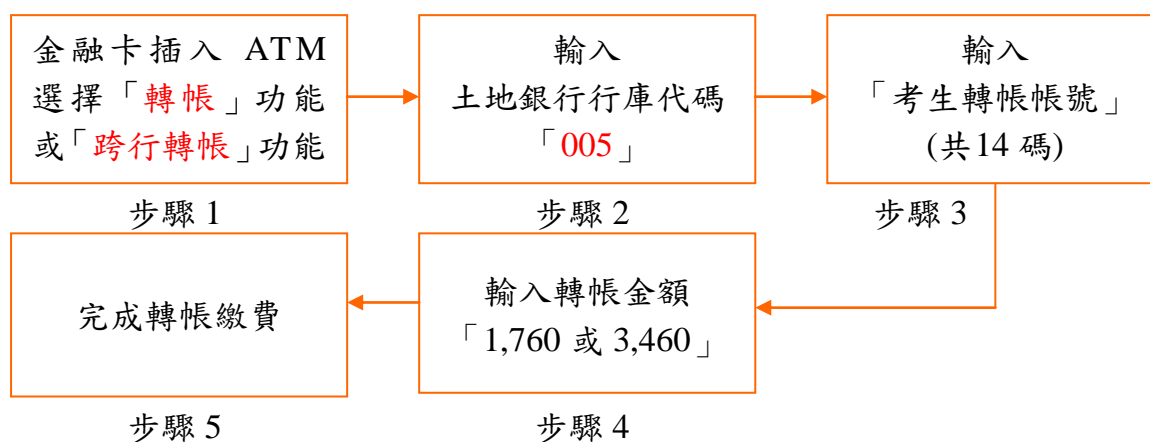 金融卡插入 ATM
選擇「轉帳」功能
或「跨行轉帳」功能
步驟 1
輸入
土地銀行行庫代碼
「005」
步驟 2
輸入
「考生轉帳帳號」
(共14 碼)
步驟 3
輸入轉帳金額
「1,760 或 3,460」
步驟 4
完成轉帳繳費
步驟 5